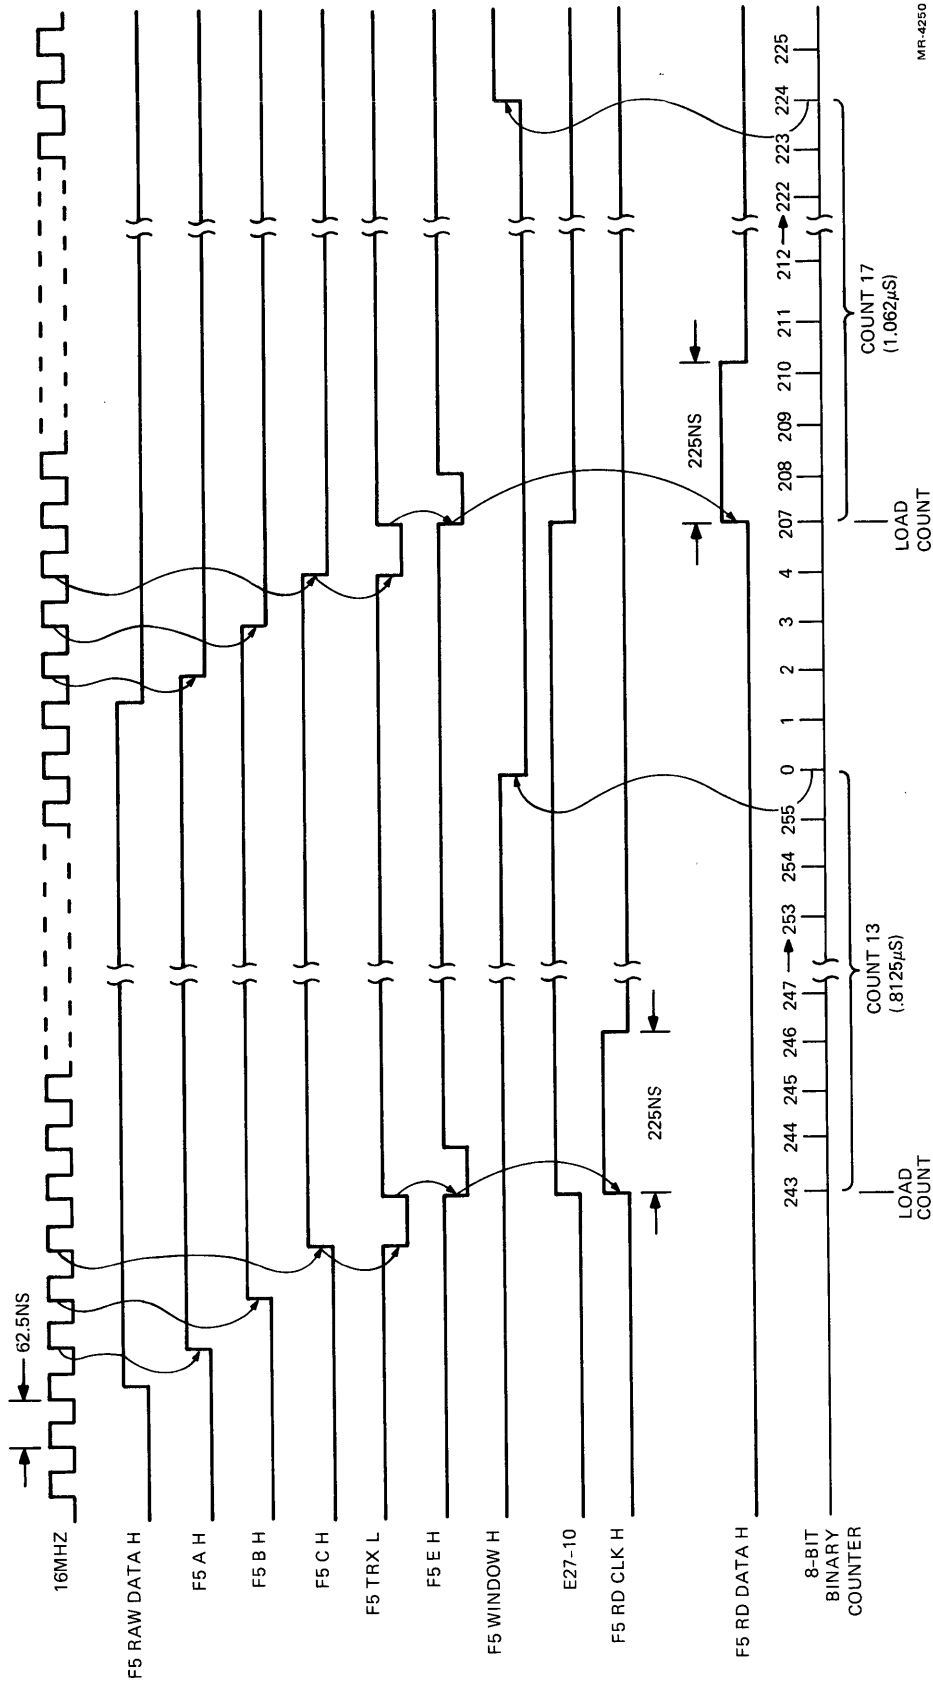 62.5NS
16MHZ
F5 RAW DATA H
F5 A H
F5 B H
F5 C H
F5 TRX L
F5 E H
F5 WINDOW H
E27-10
F5 RD CLK H
225NS
225NS
F5 RD DATA H
8-BIT
BINARY
COUNTER
243 244 245 246 247 253 254 255 0 1 2 3 4 207 208 209 210 211 212 222 223 224 225
LOAD
COUNT
COUNT 13
(.8125µS)
LOAD
COUNT
COUNT 17
(1.062µS)
MR-4250